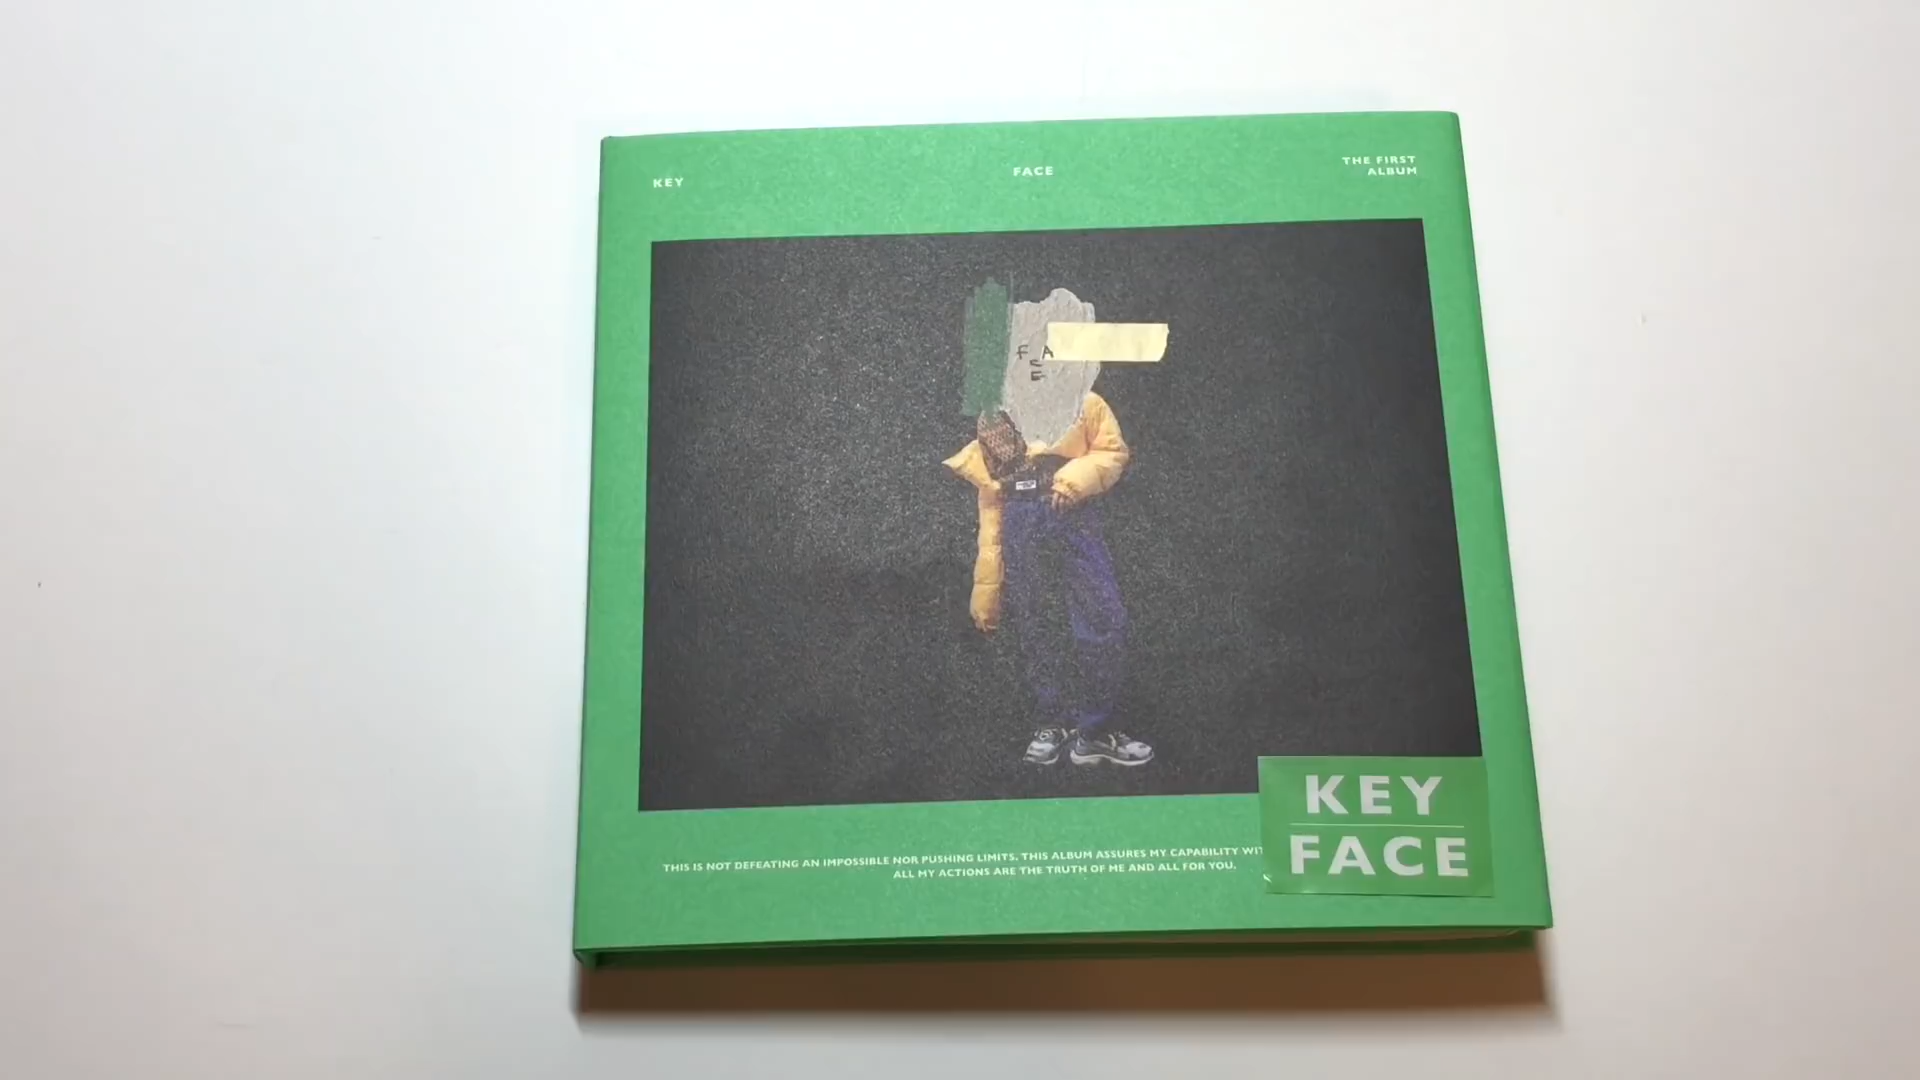 KEY
FACE
THE FIRST
ALBUM
F A
C
E
THIS IS NOT DEFEATING AN IMPOSSIBLE NOR PUSHING LIMITS. THIS ALBUM ASSURES MY CAPABILITY
ALL MY ACTIONS ARE THE TRUTH OF ME AND ALL FOR YOU.
KEY
FACE